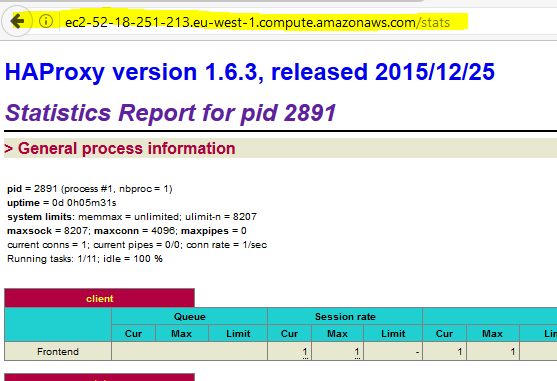 ec2-52-18-251-213.eu-west-1.compute.amazonaws.com/stats
HAProxy version 1.6.3, released 2015/12/25
Statistics Report for pid 2891
> General process information
pid = 2891 (process #1, nbproc = 1)
uptime = 0d 0h05m31s
system limits: memmax = unlimited; ulimit-n = 8207
maxsock = 8207; maxconn = 4096; maxpipes = 0
current conns = 1; current pipes = 0/0; conn rate = 1/sec
Running tasks: 1/11; idle = 100 %
client
Queue Session rate
Cur Max Limit Cur Max Limit Cur Max
Frontend 1 1 - 1 1